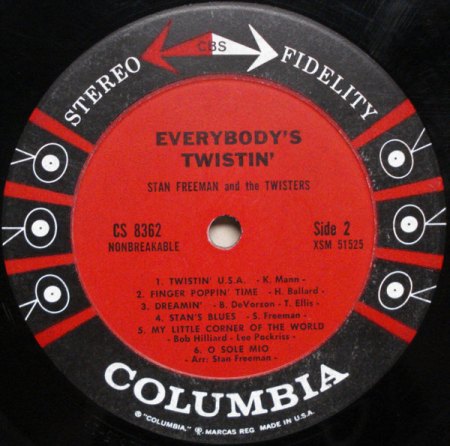 CBS
STEREO FIDELITY
EVERYBODY'S
TWISTIN'
STAN FREEMAN and the TWISTERS
CS 8362
NONBREAKABLE
Side 2
XSM 51525
1. TWISTIN' U.S.A. - K. Mann -
2. FINGER POPPIN' TIME - H. Ballard -
3. DREAMIN' - B. DeVorzon - T. Ellis -
4. STAN'S BLUES - S. Freeman -
5. MY LITTLE CORNER OF THE WORLD
- Bob Hilliard - Lee Pockriss -
6. O SOLE MIO
- Arr: Stan Freeman -
COLUMBIA
® "COLUMBIA," ⓟ. MARCAS REG. MADE IN U.S.A.